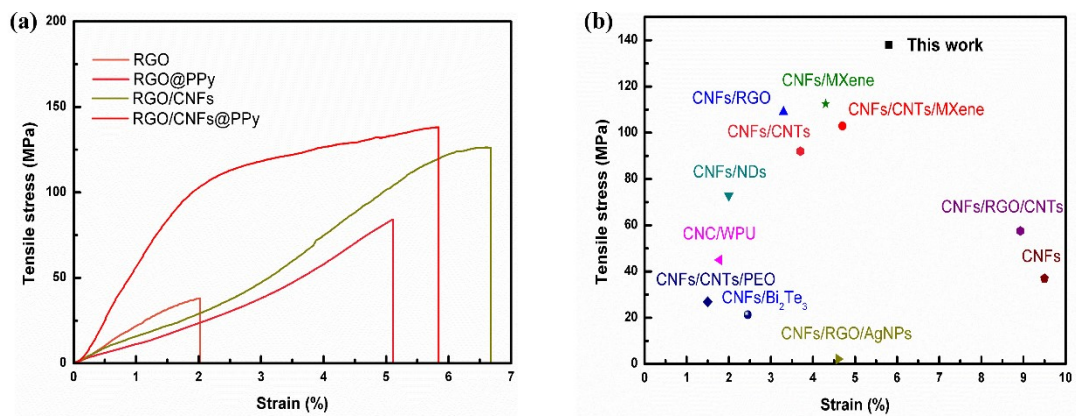 (a)
200
150
100
50
0
Tensile stress (MPa)
RGO
RGO@PPy
RGO/CNFs
RGO/CNFs@PPy
0 1 2 3 4 5 6 7
Strain (%)
(b)
140
120
100
80
60
40
20
0
Tensile stress (MPa)
This work
CNFs/MXene
CNFs/RGO
CNFs/CNTs/MXene
CNFs/CNTs
CNFs/NDs
CNFs/RGO/CNTs
CNC/WPU
CNFs
CNFs/CNTs/PEO
CNFs/Bi₂Te₃
CNFs/RGO/AgNPs
0 1 2 3 4 5 6 7 8 9 10
Strain (%)